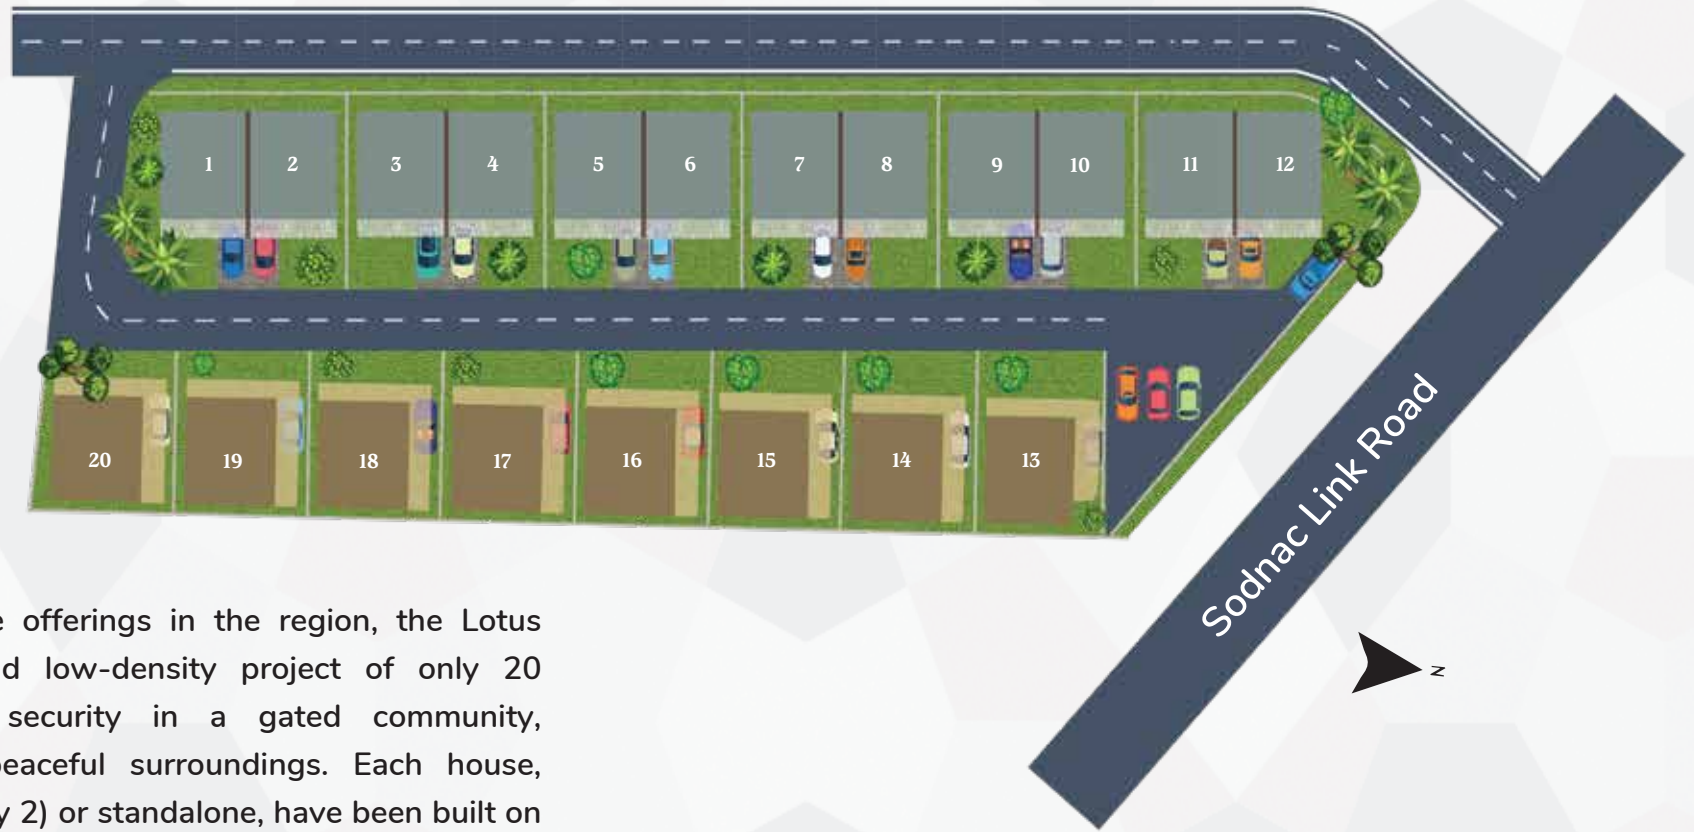 1 2 3 4 5 6 7 8 9 10 11 12
20 19 18 17 16 15 14 13
Sodnac Link Road
N
offerings in the region, the Lotus
low-density project of only 20
security in a gated community,
peaceful surroundings. Each house,
2) or standalone, have been built on